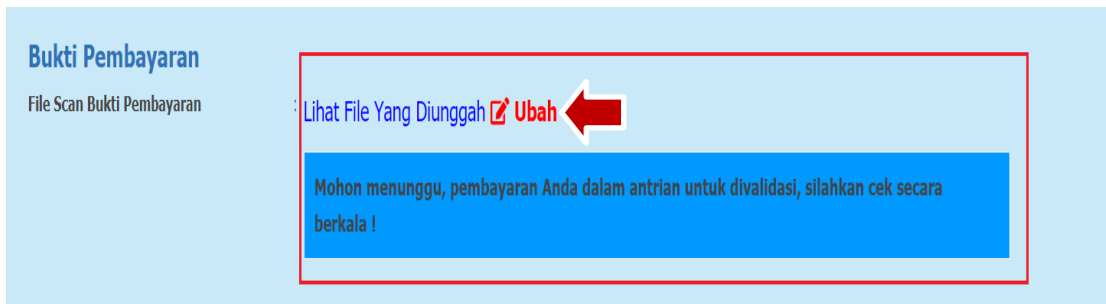 Bukti Pembayaran
File Scan Bukti Pembayaran : Lihat File Yang Diunggah Ubah
Mohon menunggu, pembayaran Anda dalam antrian untuk divalidasi, silahkan cek secara
berkala !